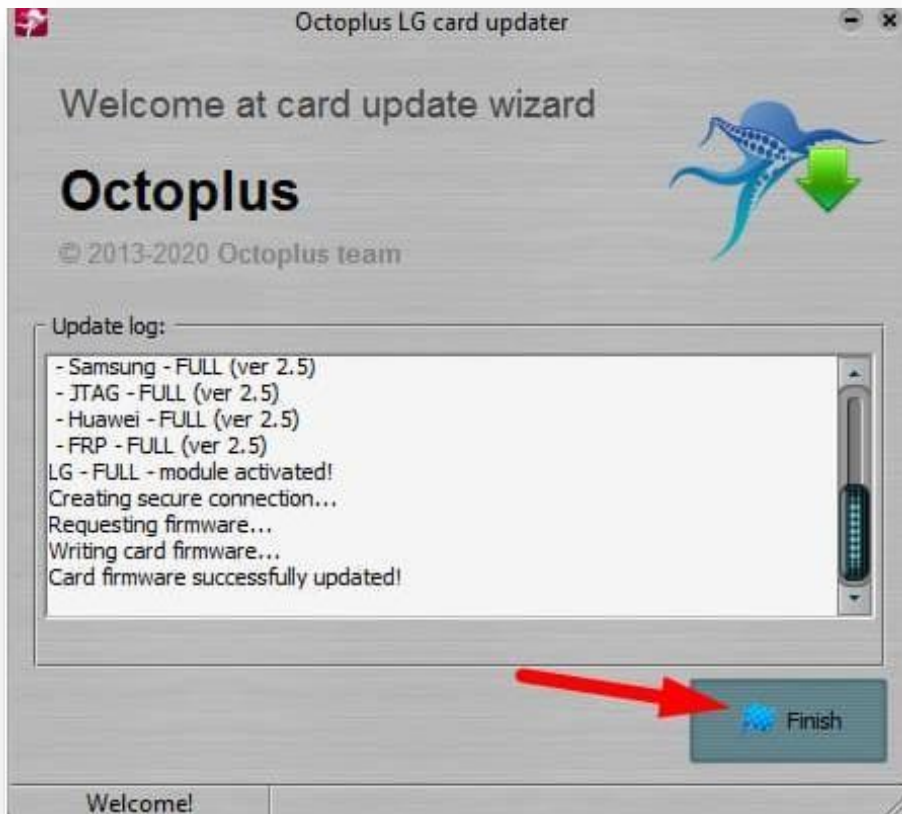 Octoplus LG card updater
Welcome at card update wizard
Octoplus
© 2013-2020 Octoplus team
Update log:
- Samsung - FULL (ver 2.5)
- JTAG - FULL (ver 2.5)
- Huawei - FULL (ver 2.5)
- FRP - FULL (ver 2.5)
LG - FULL - module activated!
Creating secure connection...
Requesting firmware...
Writing card firmware...
Card firmware successfully updated!
Finish
Welcome!